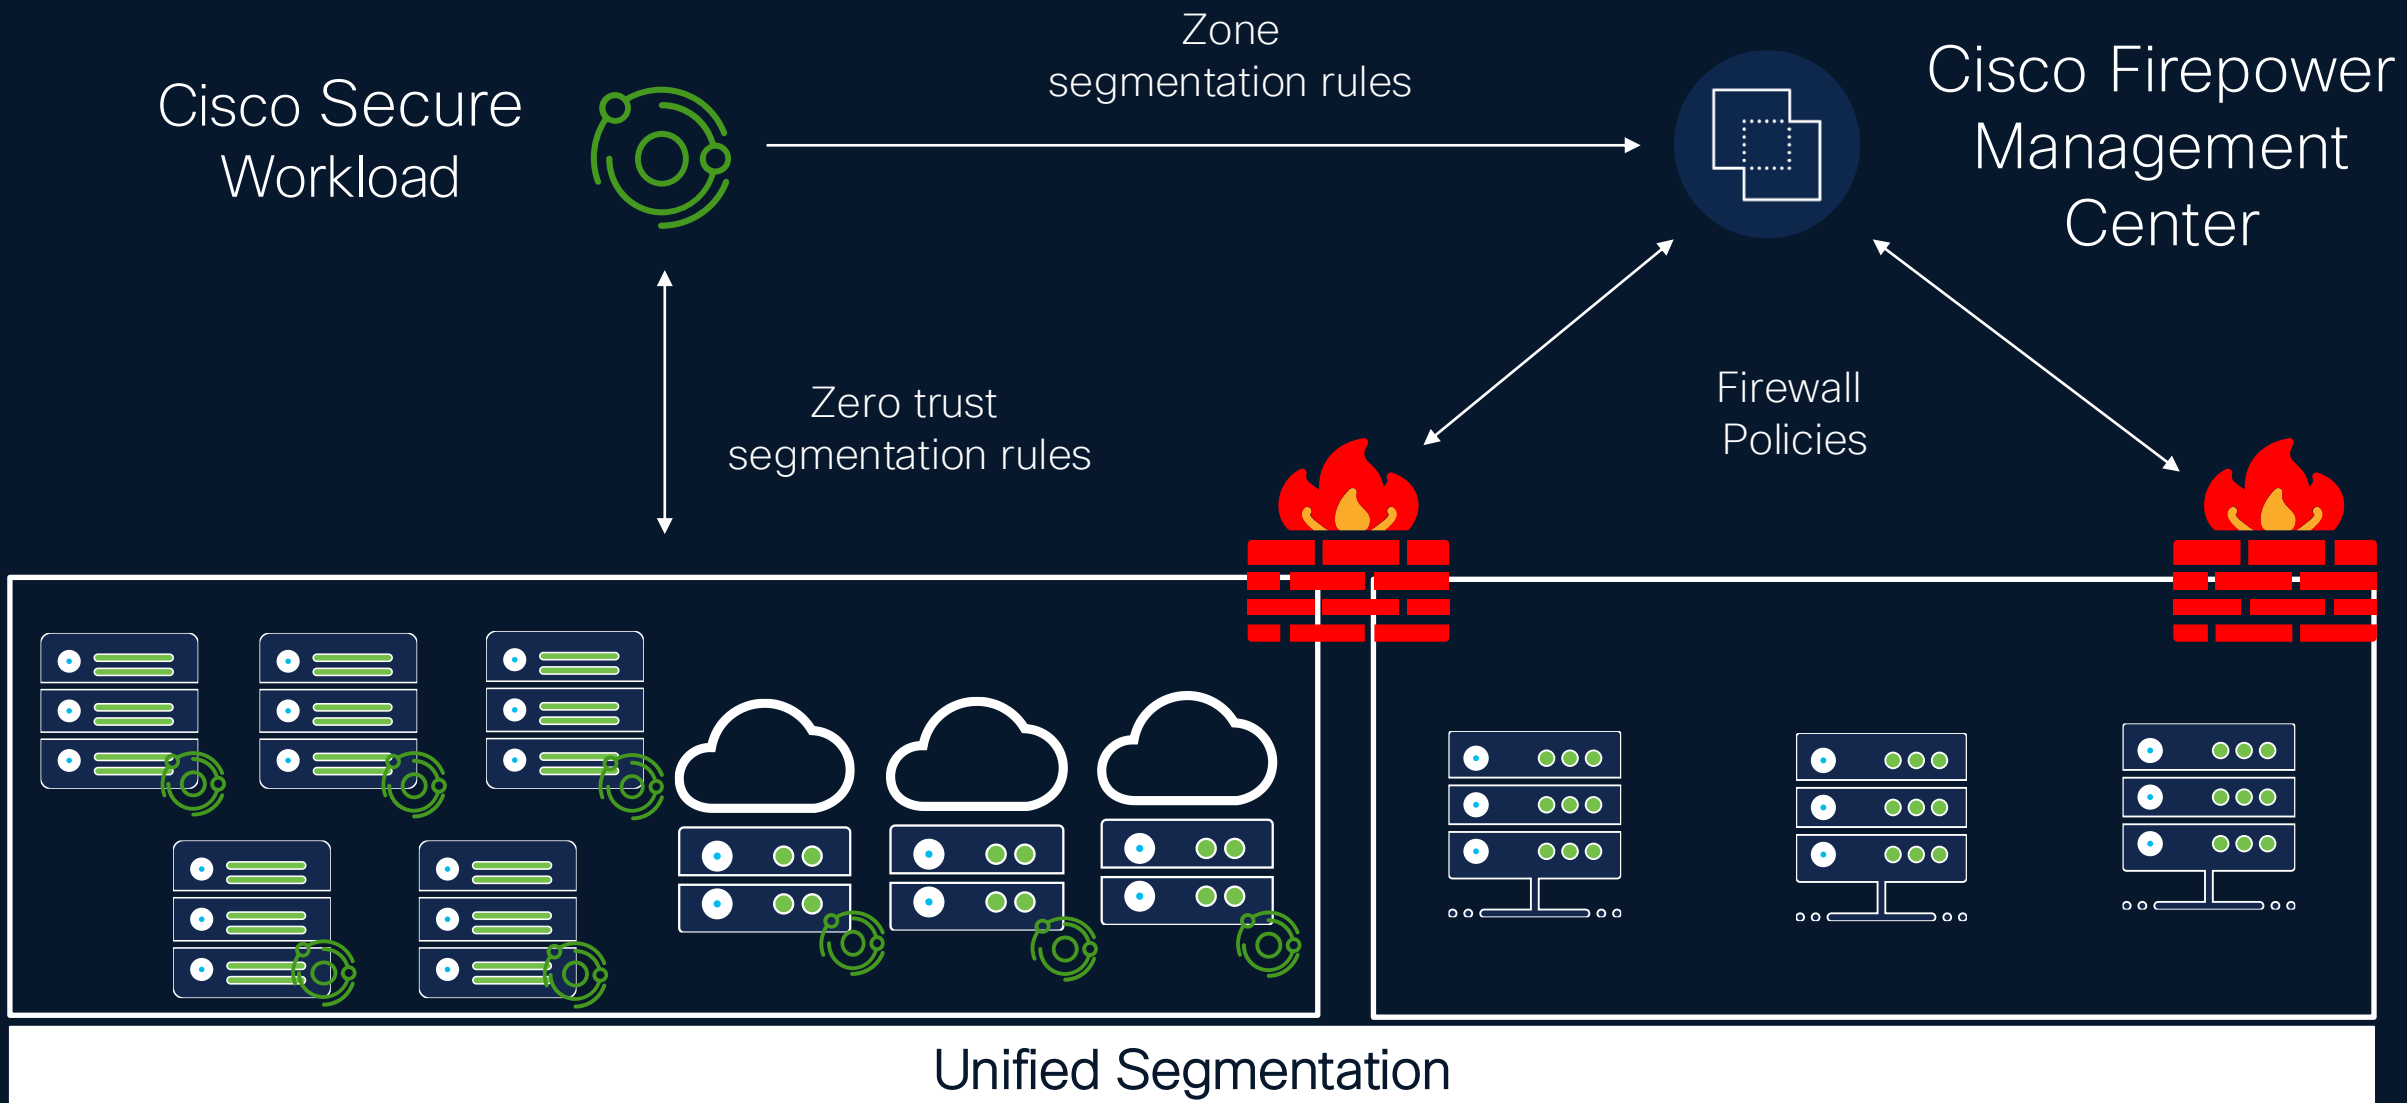 Cisco Secure
Workload
Zone
segmentation rules
Cisco Firepower
Management
Center
Zero trust
segmentation rules
Firewall
Policies
Unified Segmentation